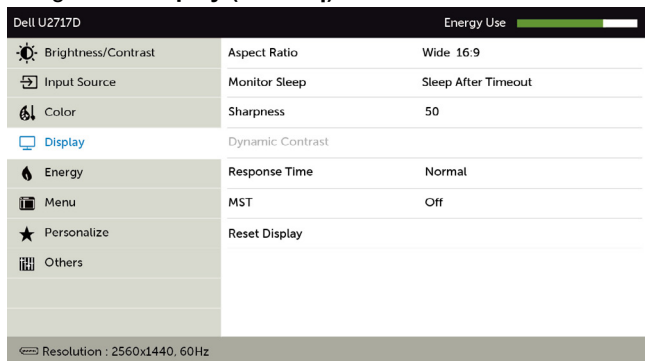 Dell U2717D Energy Use
Brightness/Contrast Aspect Ratio Wide 16:9
Input Source Monitor Sleep Sleep After Timeout
Color Sharpness 50
Display Dynamic Contrast
Energy Response Time Normal
Menu MST Off
Personalize Reset Display
Others
Resolution : 2560x1440, 60Hz